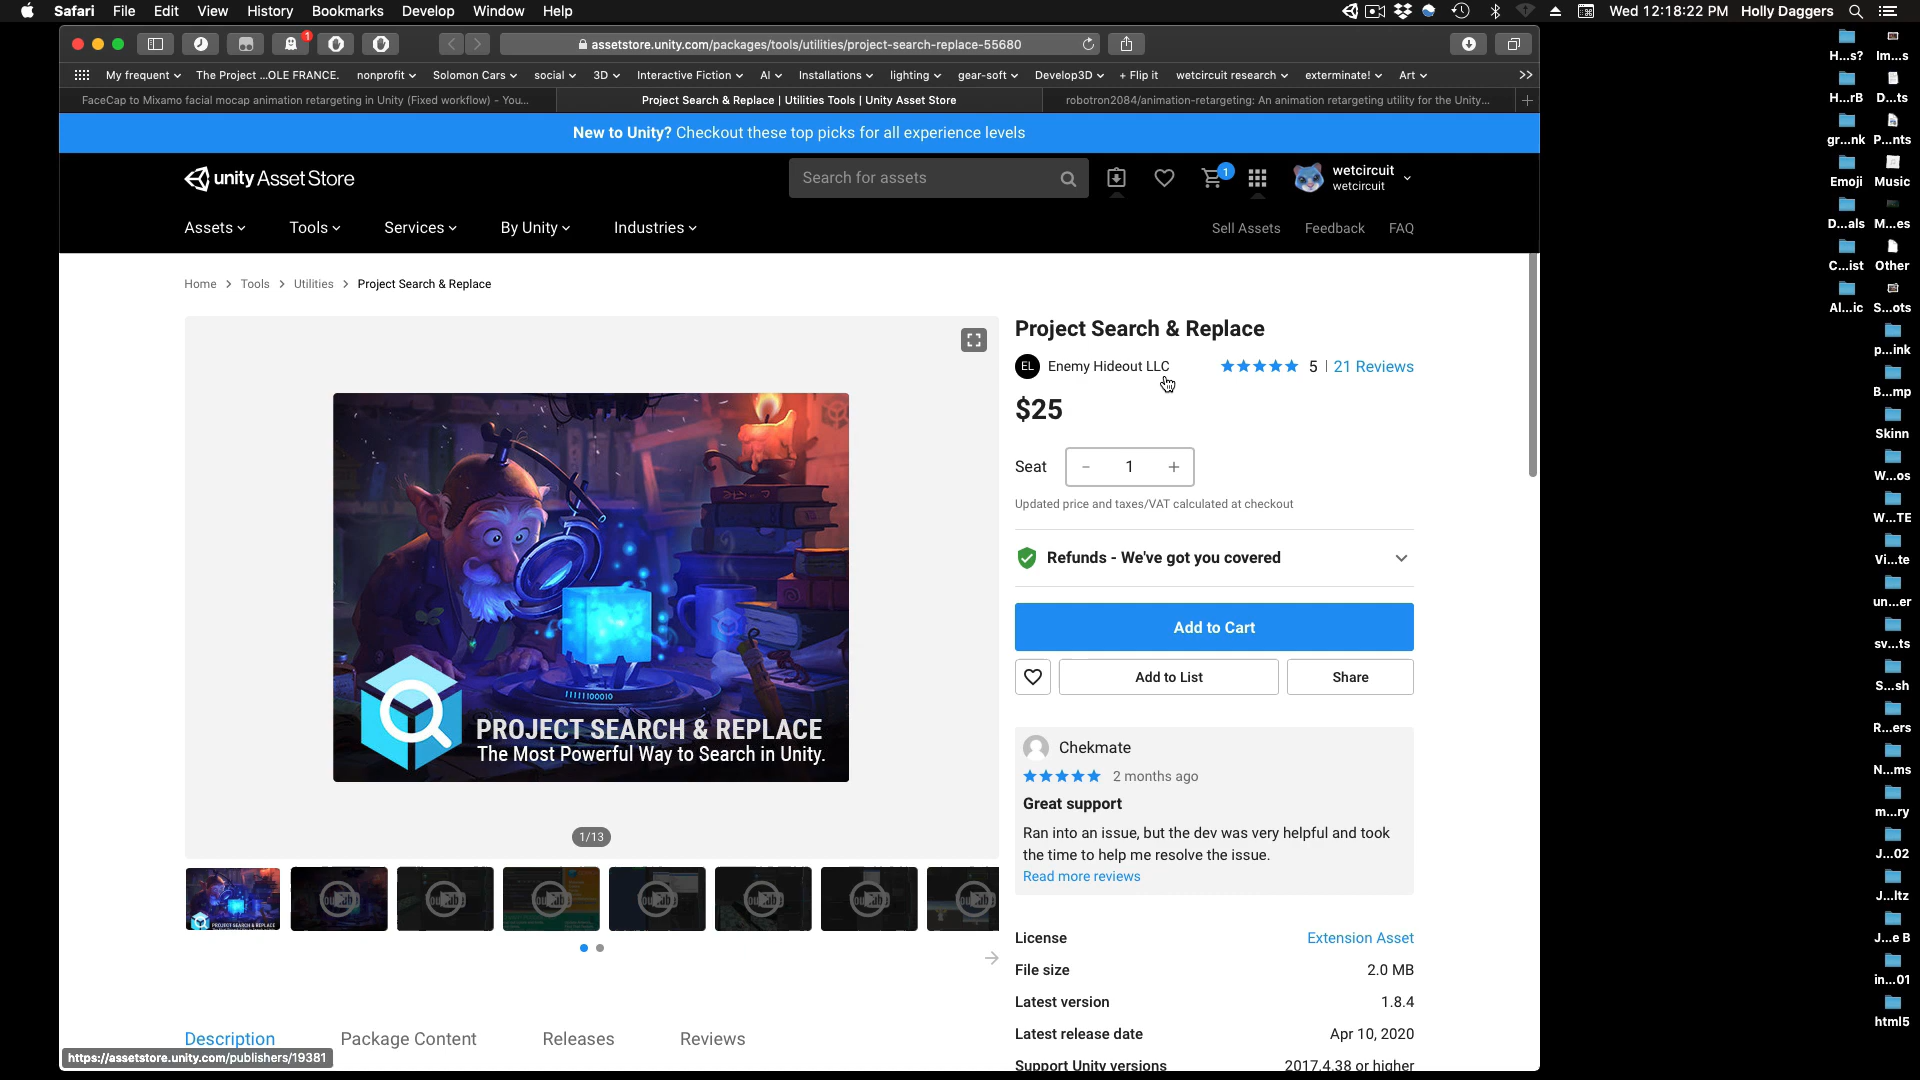 Safari File Edit View History Bookmarks Develop Window Help
Wed 12:18:22 PM Holly Daggers
1
assetstore.unity.com/packages/tools/utilities/project-search-replace-55680
My frequent The Project ...OLE FRANCE. nonprofit Solomon Cars social 3D Interactive Fiction AI Installations lighting gear-soft Develop3D + Flip it wetcircuit research exterminate! Art
FaceCap to Mixamo facial mocap animation retargeting in Unity (Fixed workflow) - You...
Project Search & Replace | Utilities Tools | Unity Asset Store
robotron2084/animation-retargeting: An animation retargeting utility for the Unity...
New to Unity? Checkout these top picks for all experience levels
unity Asset Store
Search for assets
1
wetcircuit
wetcircuit
Assets Tools Services By Unity Industries
Sell Assets Feedback FAQ
Home > Tools > Utilities > Project Search & Replace
11111100010
PROJECT SEARCH & REPLACE
The Most Powerful Way to Search in Unity.
1/13
PROJECT SEARCH & REPLACE
Project Search & Replace
EL Enemy Hideout LLC
5 | 21 Reviews
$25
Seat - 1 +
Updated price and taxes/VAT calculated at checkout
Refunds - We've got you covered
Add to Cart
Add to List
Share
Chekmate
2 months ago
Great support
Ran into an issue, but the dev was very helpful and took
the time to help me resolve the issue.
Read more reviews
License Extension Asset
File size 2.0 MB
Latest version 1.8.4
Latest release date Apr 10, 2020
Support Unity versions 2017.4.38 or higher
Description Package Content Releases Reviews
https://assetstore.unity.com/publishers/19381
H...s? Im...s
H...rB D...ts
gr...nk P...nts
Emoji Music
D...als M...es
C...ist Other
Al...ic S...ots
p...ink
B...mp
Skinn
W...os
W...TE
Vi...te
un...er
sv...ts
S...sh
R...ers
N...ms
m...ry
J...02
J...ltz
J...e B
in...01
html5